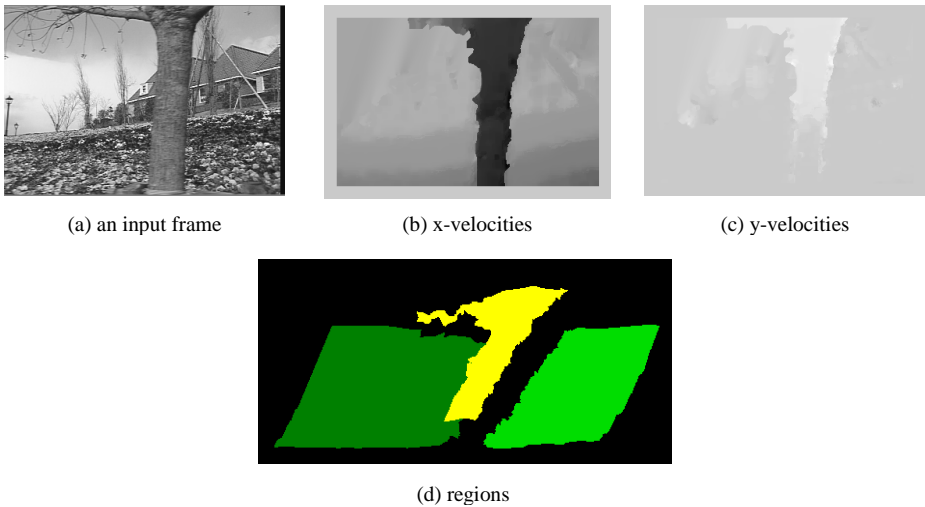 (a) an input frame
(b) x-velocities
(c) y-velocities
(d) regions